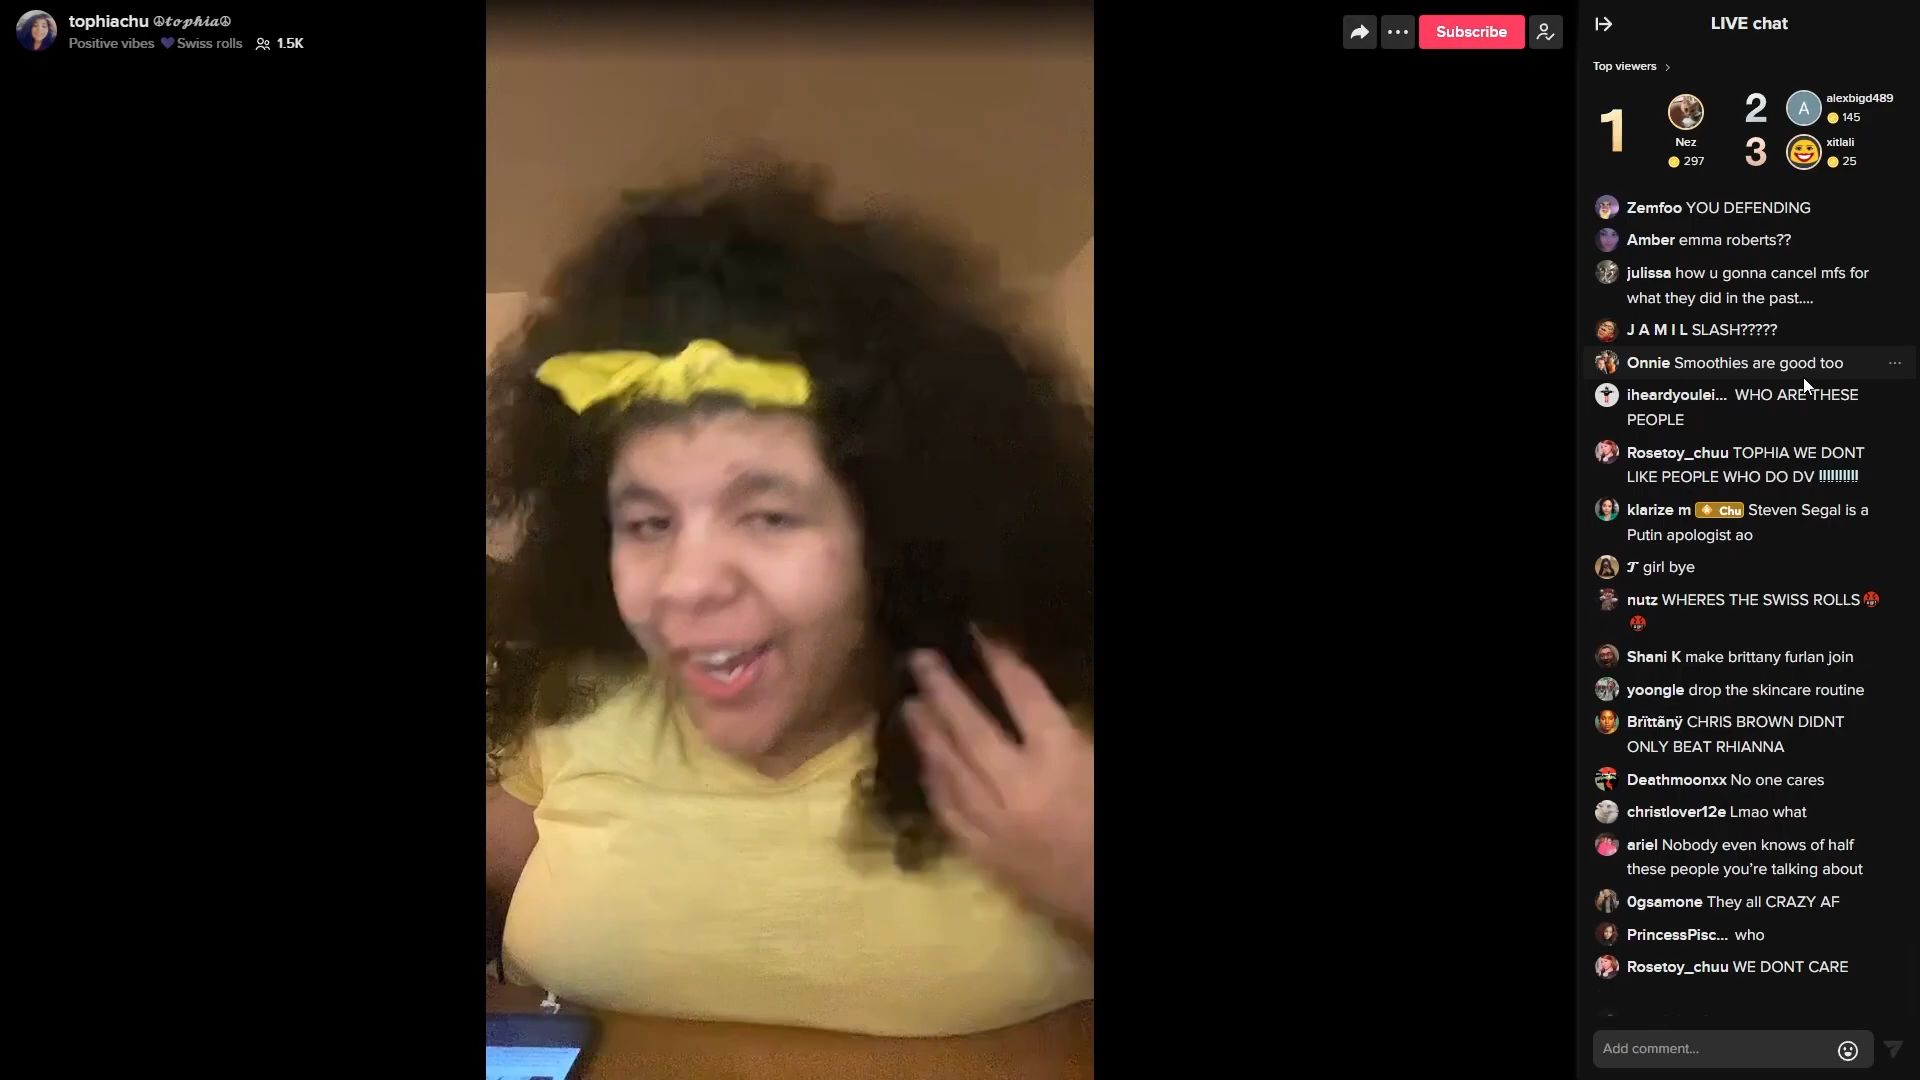 tophiachu ☮𝓽𝓸𝓹𝓱𝓲𝓪☮
Positive vibes 💜Swiss rolls 1.5K
Subscribe
LIVE chat
Top viewers
1
Nez
297
2
A
alexbigd489
145
3
xitlali
25
Zemfoo YOU DEFENDING
Amber emma roberts??
julissa how u gonna cancel mfs for
what they did in the past....
J A M I L SLASH?????
Onnie Smoothies are good too
iheardyoulei... WHO ARE THESE
PEOPLE
Rosetoy_chuu TOPHIA WE DONT
LIKE PEOPLE WHO DO DV !!!!!!!!!!
klarize m Chu Steven Segal is a
Putin apologist ao
𝓣 girl bye
nutz WHERES THE SWISS ROLLS🤬
🤬
Shani K make brittany furlan join
yoongle drop the skincare routine
Brïttãnÿ CHRIS BROWN DIDNT
ONLY BEAT RHIANNA
Deathmoonxx No one cares
christlover12e Lmao what
ariel Nobody even knows of half
these people you’re talking about
0gsamone They all CRAZY AF
PrincessPisc... who
Rosetoy_chuu WE DONT CARE
Add comment...